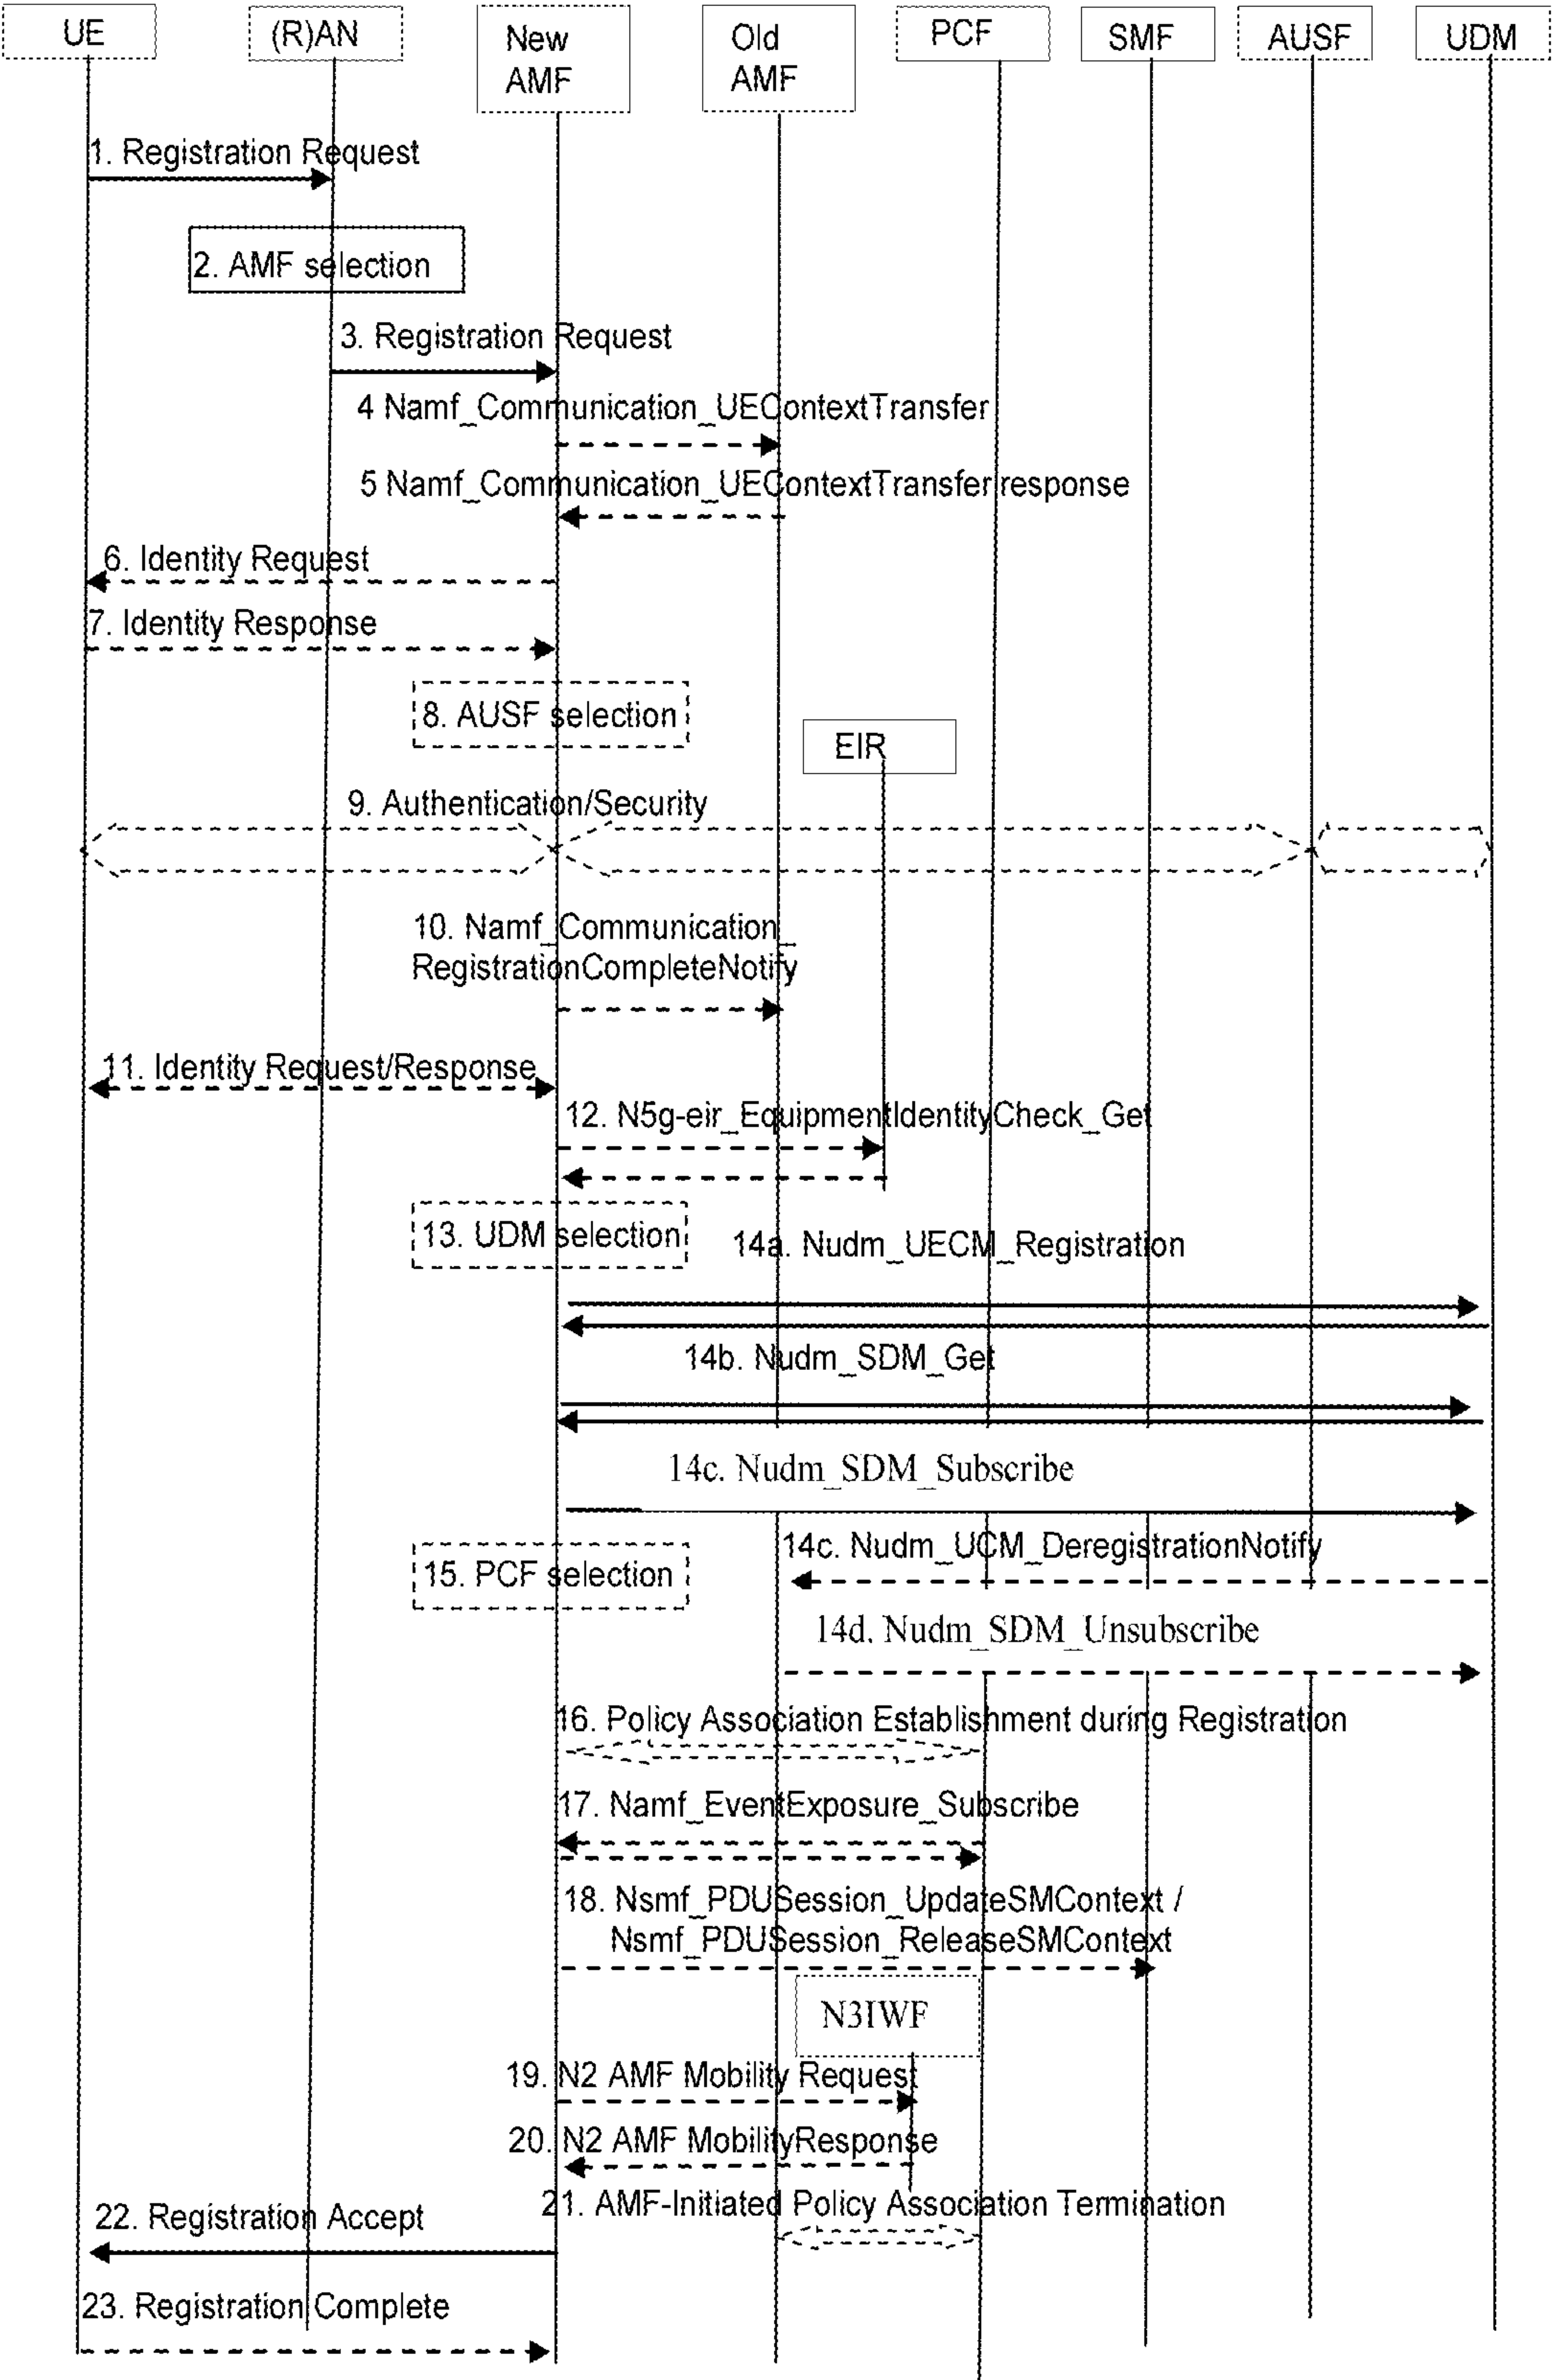 UE
(R)AN
New
AMF
Old
AMF
PCF
SMF
AUSF
UDM
1. Registration Request
2. AMF selection
3. Registration Request
4 Namf_Communication_UEContextTransfer
5 Namf_Communication_UEContextTransfer response
6. Identity Request
7. Identity Response
8. AUSF selection
EIR
9. Authentication/Security
10. Namf_Communication_
RegistrationCompleteNotify
11. Identity Request/Response
12. N5g-eir_EquipmentIdentityCheck_Get
13. UDM selection
14a. Nudm_UECM_Registration
14b. Nudm_SDM_Get
14c. Nudm_SDM_Subscribe
14c. Nudm_UCM_DeregistrationNotify
15. PCF selection
14d. Nudm_SDM_Unsubscribe
16. Policy Association Establishment during Registration
17. Namf_EventExposure_Subscribe
18. Nsmf_PDUSession_UpdateSMContext /
Nsmf_PDUSession_ReleaseSMContext
N3IWF
19. N2 AMF Mobility Request
20. N2 AMF MobilityResponse
21. AMF-Initiated Policy Association Termination
22. Registration Accept
23. Registration Complete